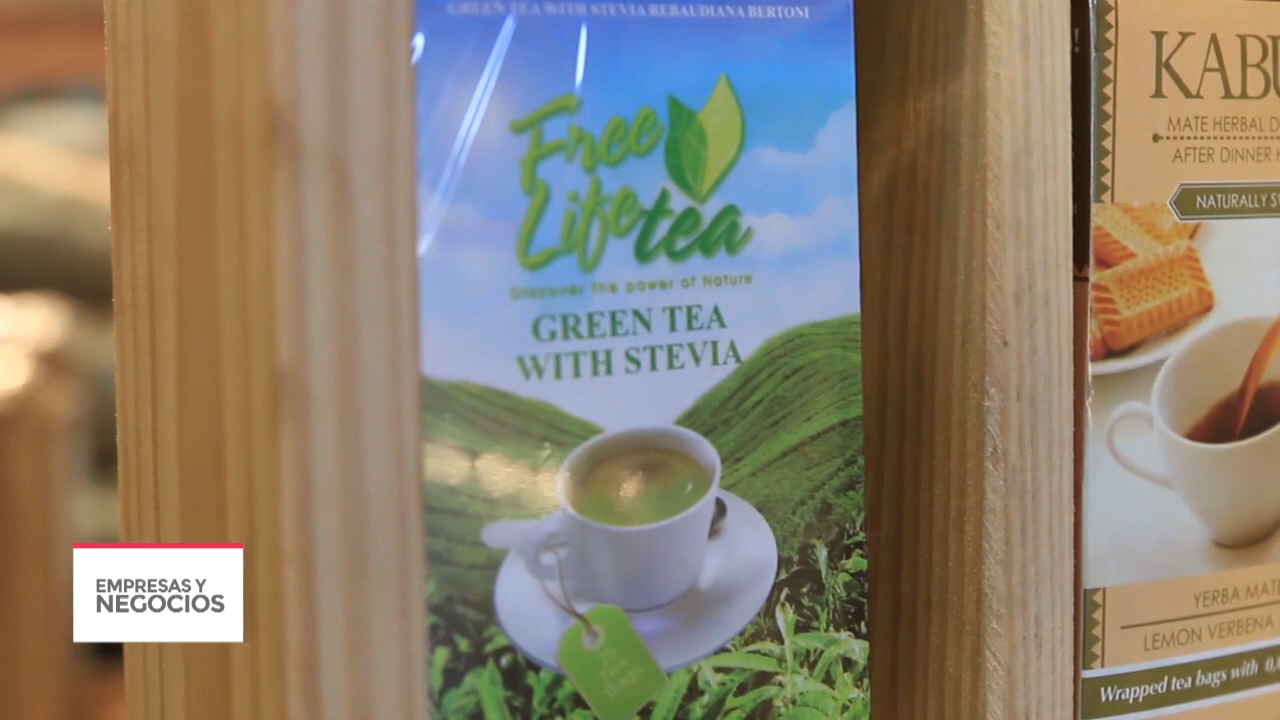 GREEN TEA WITH STEVIA REBAUDIANA BERTONI
Free
Life tea
Discover the power of Nature
GREEN TEA
WITH STEVIA
KABU
MATE HERBAL D
AFTER DINNER
NATURALLY
YERBA MAT
LEMON VERBENA
Wrapped tea bags with
EMPRESAS Y
NEGOCIOS